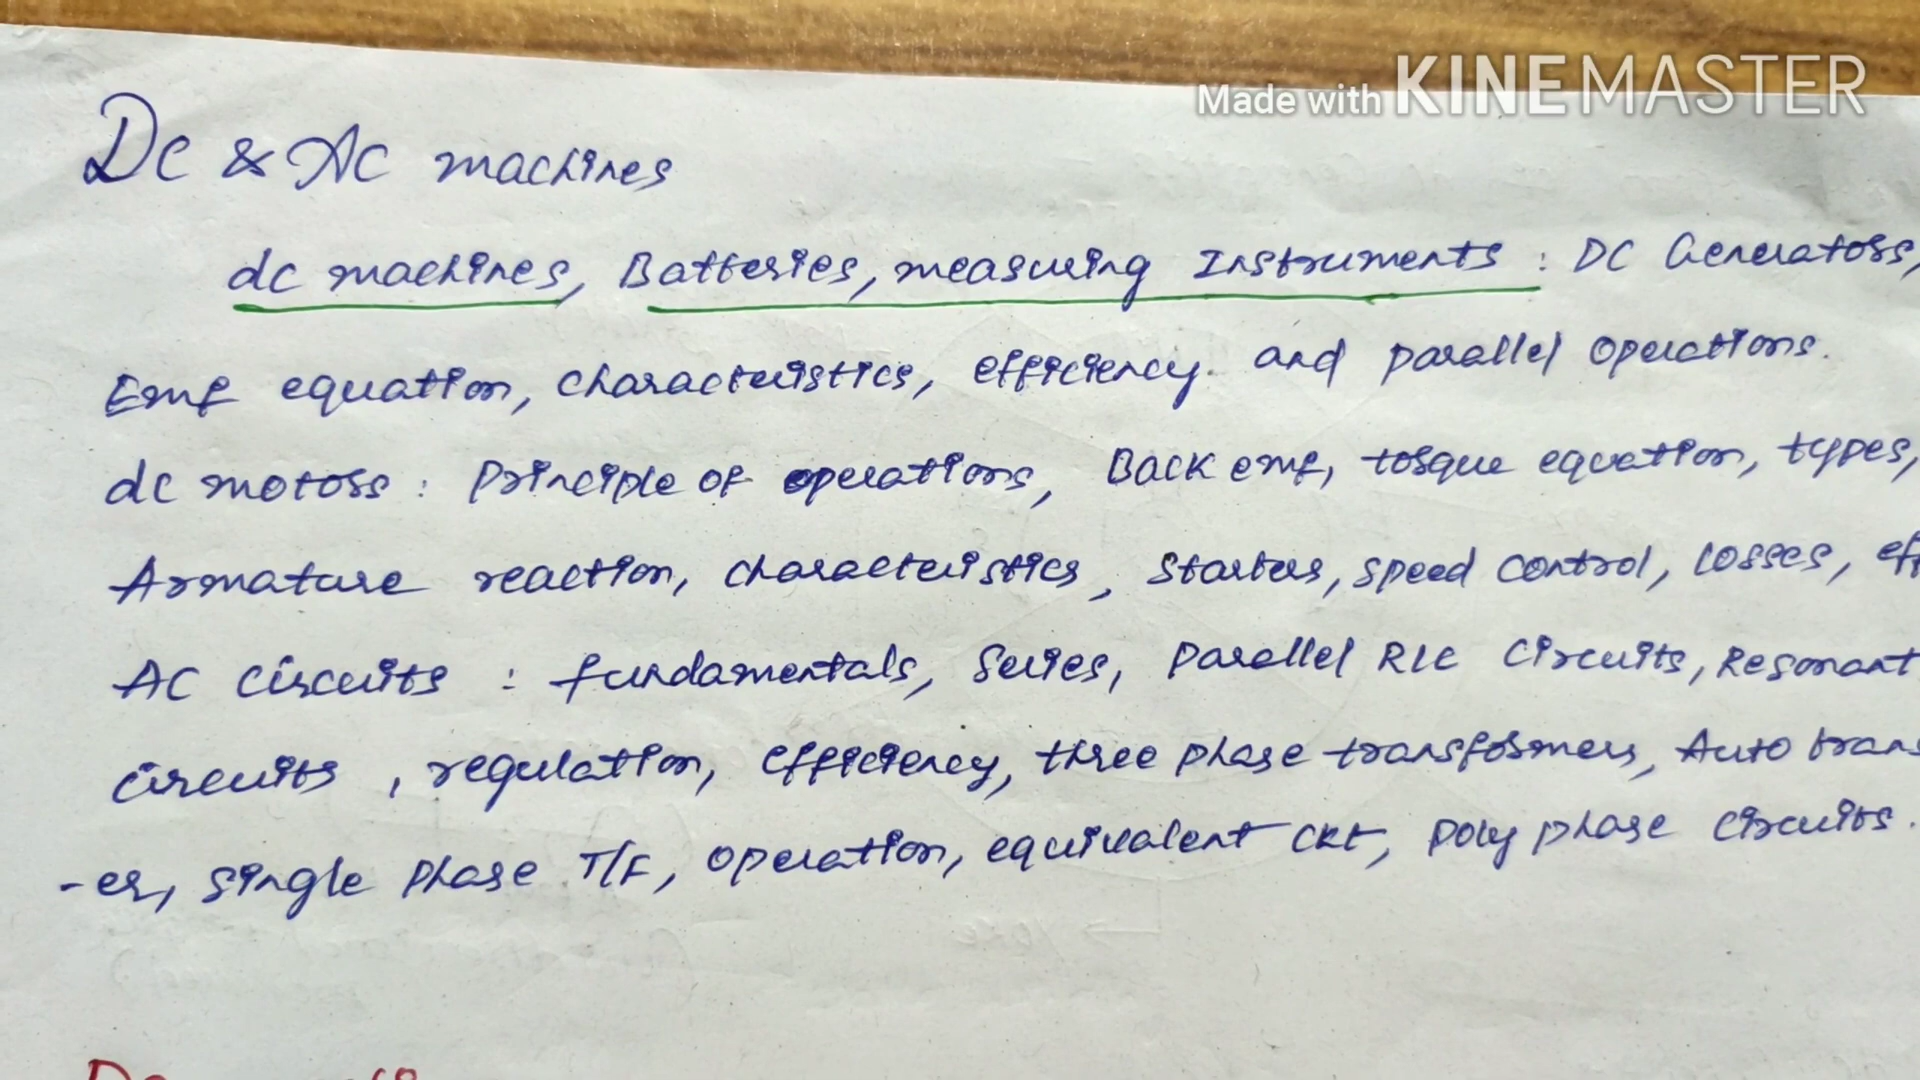 Made with KINEMASTER
Dc & Ac machines
dc machines, Batteries, measuring Instruments : DC Generators,
Emf equation, characteristics, efficiency. and parallel operations.
dc motors : principle of operations, Back emf, torque equation, types,
Armature reaction, characteristics, Starters, speed control, losses, eff
AC circuits : fundamentals, series, parallel RLC circuits, Resonant
circuits, regulation, efficiency, three phase transformers, Auto trans
-er, single phase T/F, operation, equivalent ckt, poly phase circuits.